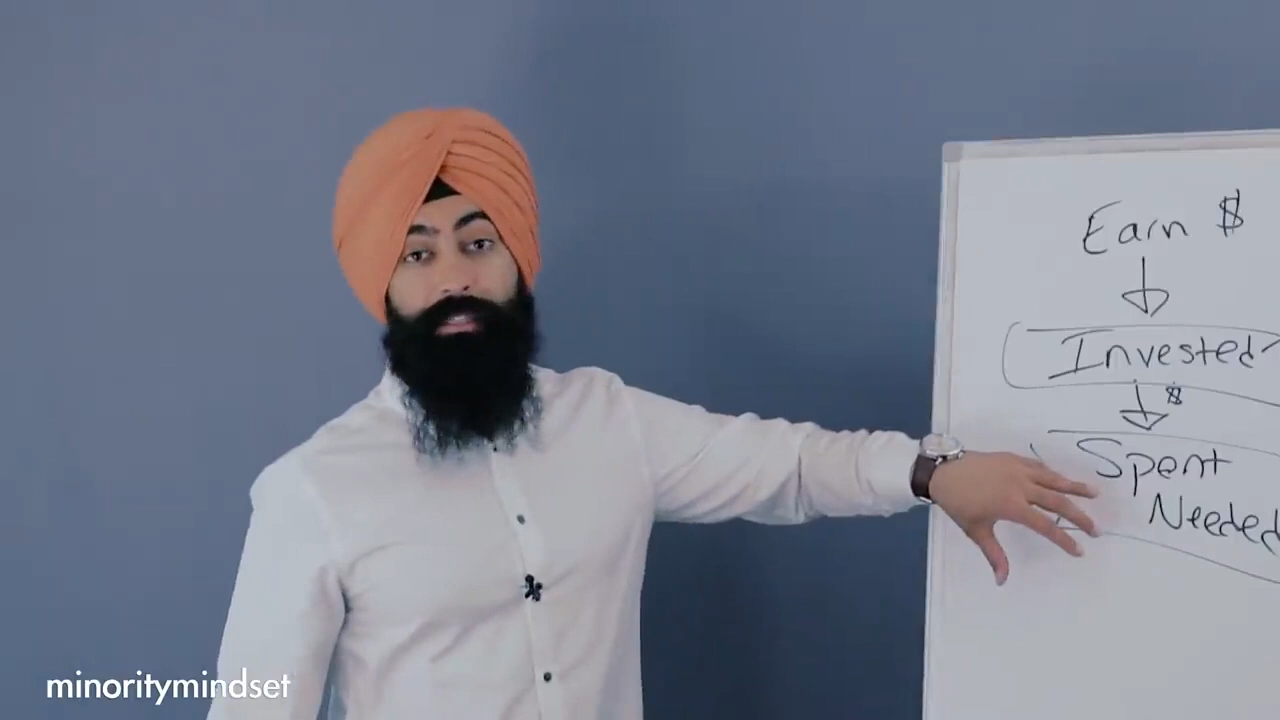 Earn $
Invested
$
Spent
Needed
minoritymindset